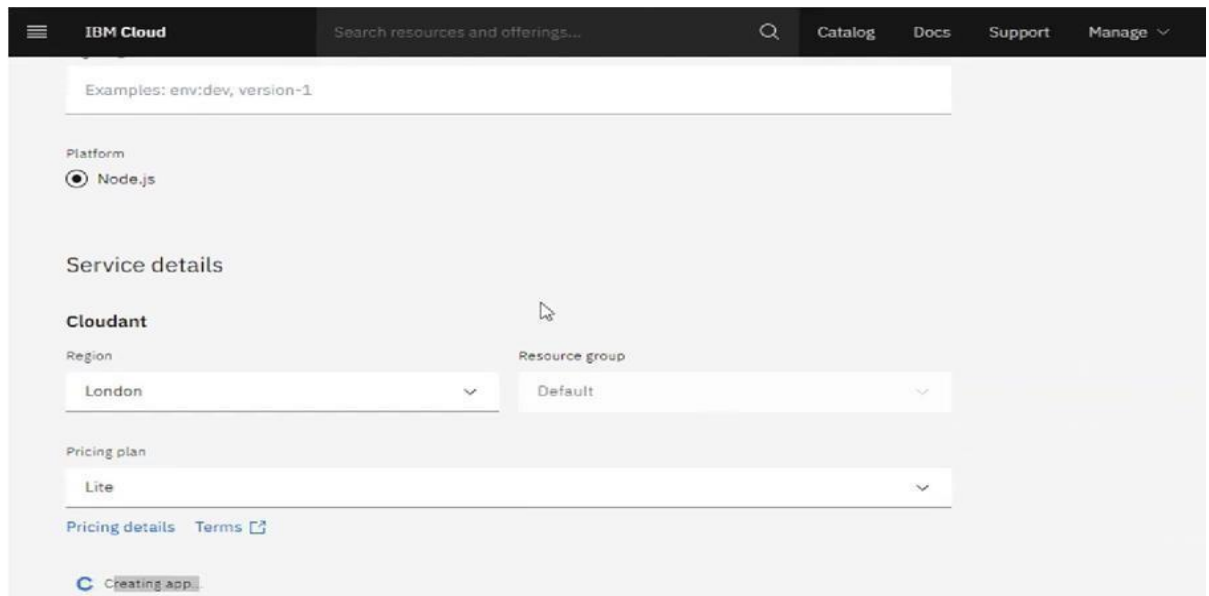 IBM Cloud Search resources and offerings... Catalog Docs Support Manage
Examples: env:dev, version-1
Platform
Node.js
Service details
Cloudant
Region Resource group
London Default
Pricing plan
Lite
Pricing details Terms
Creating app...